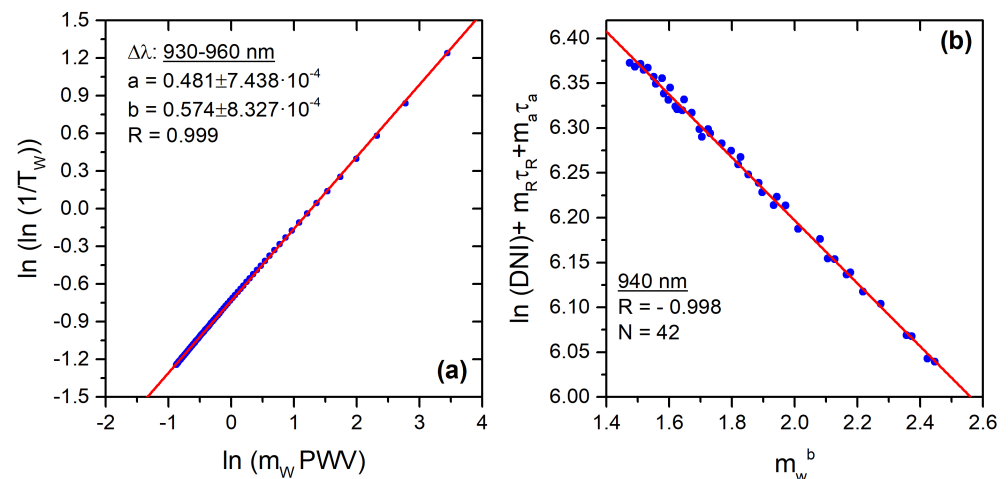 1.5
1.2
0.9
0.6
0.3
0.0
-0.3
-0.6
-0.9
-1.2
-1.5
ln (ln (1/T_W))
Δλ: 930-960 nm
a = 0.481±7.438·10^-4
b = 0.574±8.327·10^-4
R = 0.999
(a)
-2 -1 0 1 2 3 4
ln (m_W PWV)
6.40
6.35
6.30
6.25
6.20
6.15
6.10
6.05
6.00
ln (DNI)+ m_Rτ_R+m_aτ_a
(b)
940 nm
R = - 0.998
N = 42
1.4 1.6 1.8 2.0 2.2 2.4 2.6
m_w^b